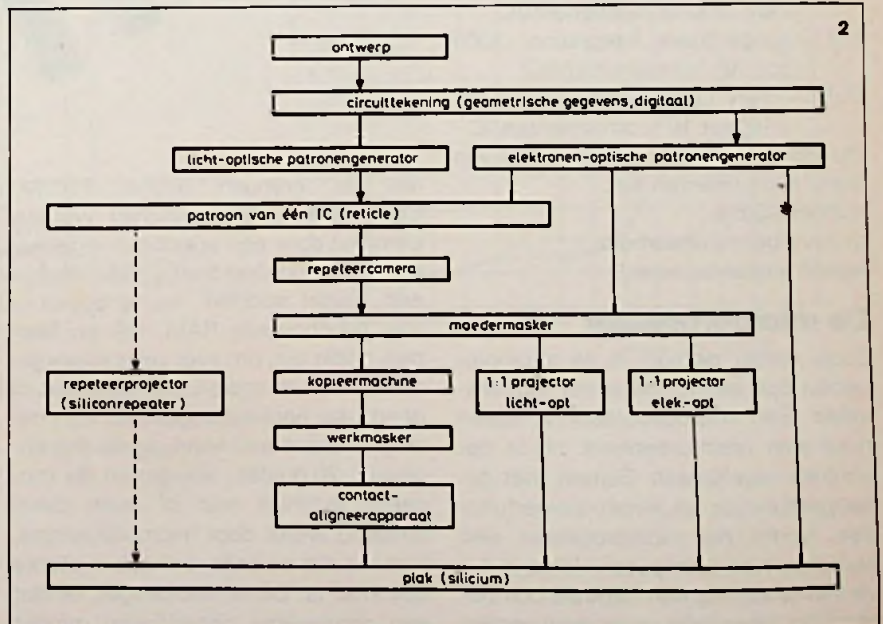 2
ontwerp
circuittekening (geometrische gegevens, digitaal)
licht-optische patronengenerator
elektronen-optische patronengenerator
patroon van één IC (reticle)
repeteercamera
moedermasker
repeteerprojector
(siliconrepeater)
kopieermachine
1:1 projector
licht-opt.
1:1 projector
elek-opt.
werkmasker
contact-
aligneerapparaat
plak (silicium)